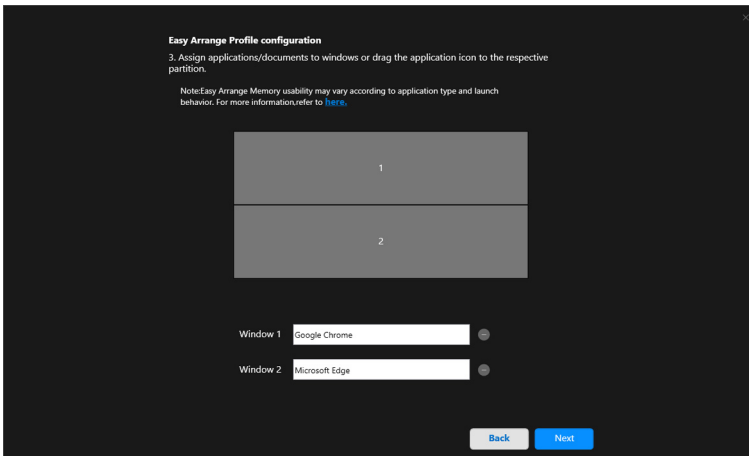 Easy Arrange Profile configuration
3. Assign applications/documents to windows or drag the application icon to the respective
partition.
Note:Easy Arrange Memory usability may vary according to application type and launch
behavior. For more information,refer to here.
1
2
Window 1 Google Chrome
Window 2 Microsoft Edge
Back Next